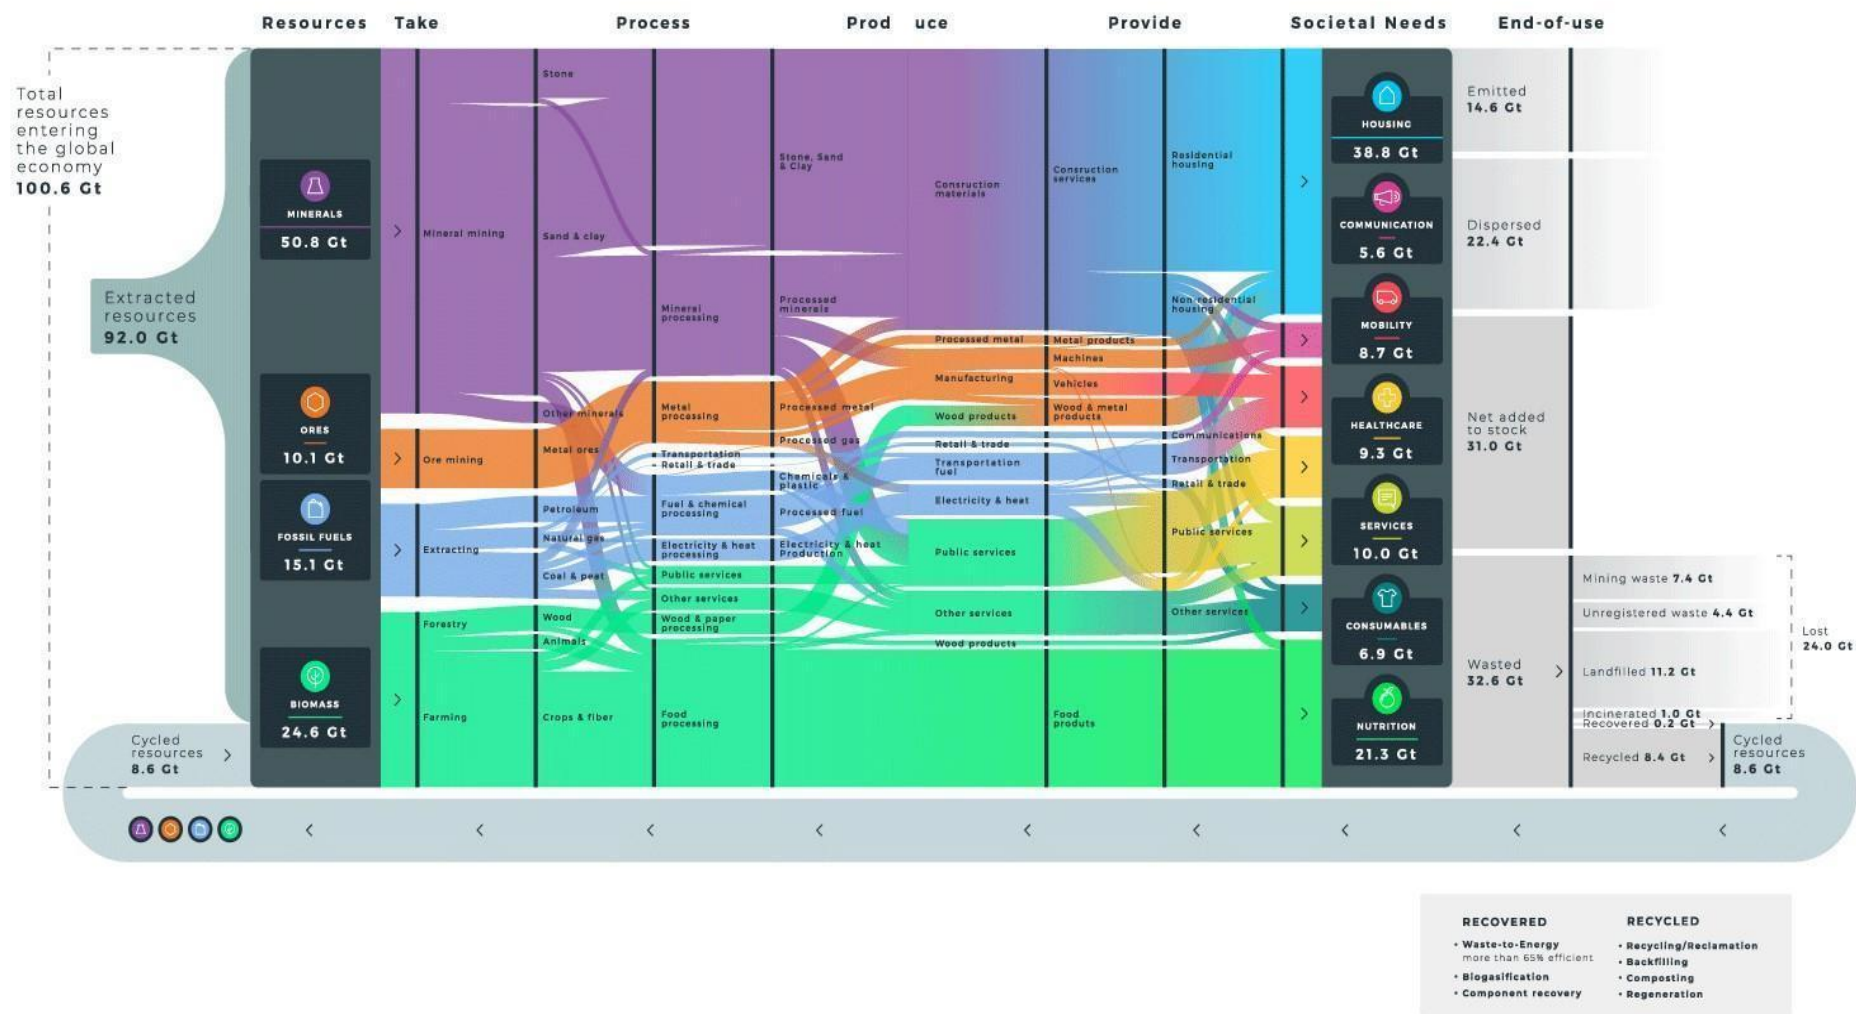 Resources
Take
Process
Prod uce
Provide
Societal Needs
End-of-use
Total
resources
entering
the global
economy
100.6 Gt
Extracted
resources
92.0 Gt
Cycled
resources
8.6 Gt
MINERALS
50.8 Gt
ORES
10.1 Gt
FOSSIL FUELS
15.1 Gt
BIOMASS
24.6 Gt
Mineral mining
Ore mining
Extracting
Forestry
Farming
Stone
Sand & clay
Other minerals
Metal ores
Petroleum
Natural gas
Coal & peat
Wood
Animals
Crops & fiber
Mineral
processing
Metal
processing
Transportation
Retail & trade
Fuel & chemical
processing
Electricity & heat
processing
Public services
Other services
Wood & paper
processing
Food
processing
Stone, Sand
& Clay
Processed
minerals
Processed metal
Processed gas
Chemicals &
plastic
Processed fuel
Electricity & heat
Production
Consruction
materials
Processed metal
Manufacturing
Wood products
Retail & trade
Transportation
fuel
Electricity & heat
Public services
Other services
Wood products
Consruction
services
Metal products
Machines
Vehicles
Wood & metal
products
Food
produts
Residential
housing
Non-residential
housing
Communications
Transportation
Retail & trade
Public services
Other services
HOUSING
38.8 Gt
COMMUNICATION
5.6 Gt
MOBILITY
8.7 Gt
HEALTHCARE
9.3 Gt
SERVICES
10.0 Gt
CONSUMABLES
6.9 Gt
NUTRITION
21.3 Gt
Emitted
14.6 Gt
Dispersed
22.4 Gt
Net added
to stock
31.0 Gt
Wasted
32.6 Gt
Mining waste 7.4 Gt
Unregistered waste 4.4 Gt
Landfilled 11.2 Gt
Incinerated 1.0 Gt
Recovered 0.2 Gt
Recycled 8.4 Gt
Lost
24.0 Gt
Cycled
resources
8.6 Gt
RECOVERED
• Waste-to-Energy
more than 65% efficient
• Biogasification
• Component recovery
RECYCLED
• Recycling/Reclamation
• Backfilling
• Composting
• Regeneration